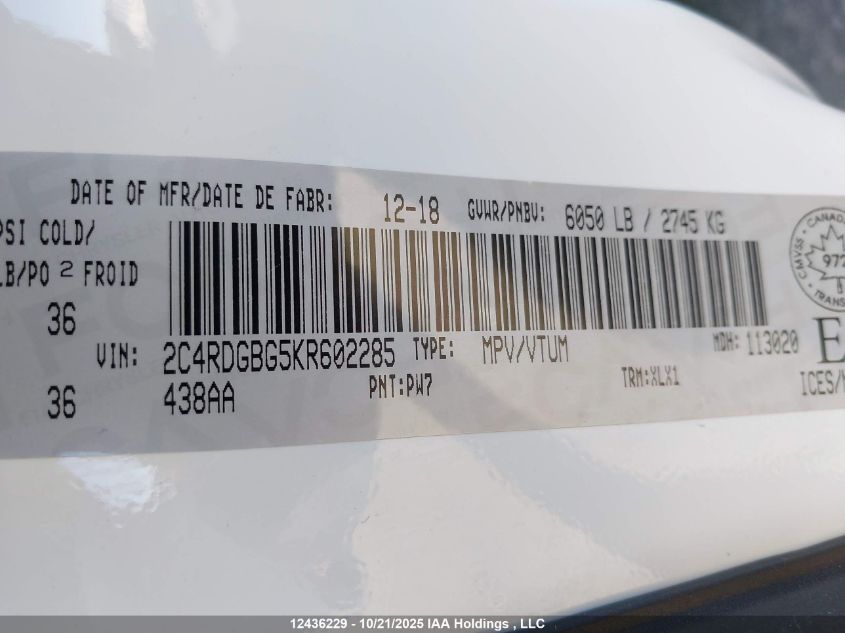 DATE OF MFR/DATE DE FABR: 12-18 GVWR/PNBV: 6050 LB / 2745 KG
PSI COLD/
LB/PO 2 FROID
36
VIN: 2C4RDGBG5KR602285 TYPE: MPV/VTUM MDH: 113020
36 438AA PNT:PW7 TRM:XLX1
CANADA
CMVSS
TRANS
E
ICES/
12436229 - 10/21/2025 IAA Holdings , LLC